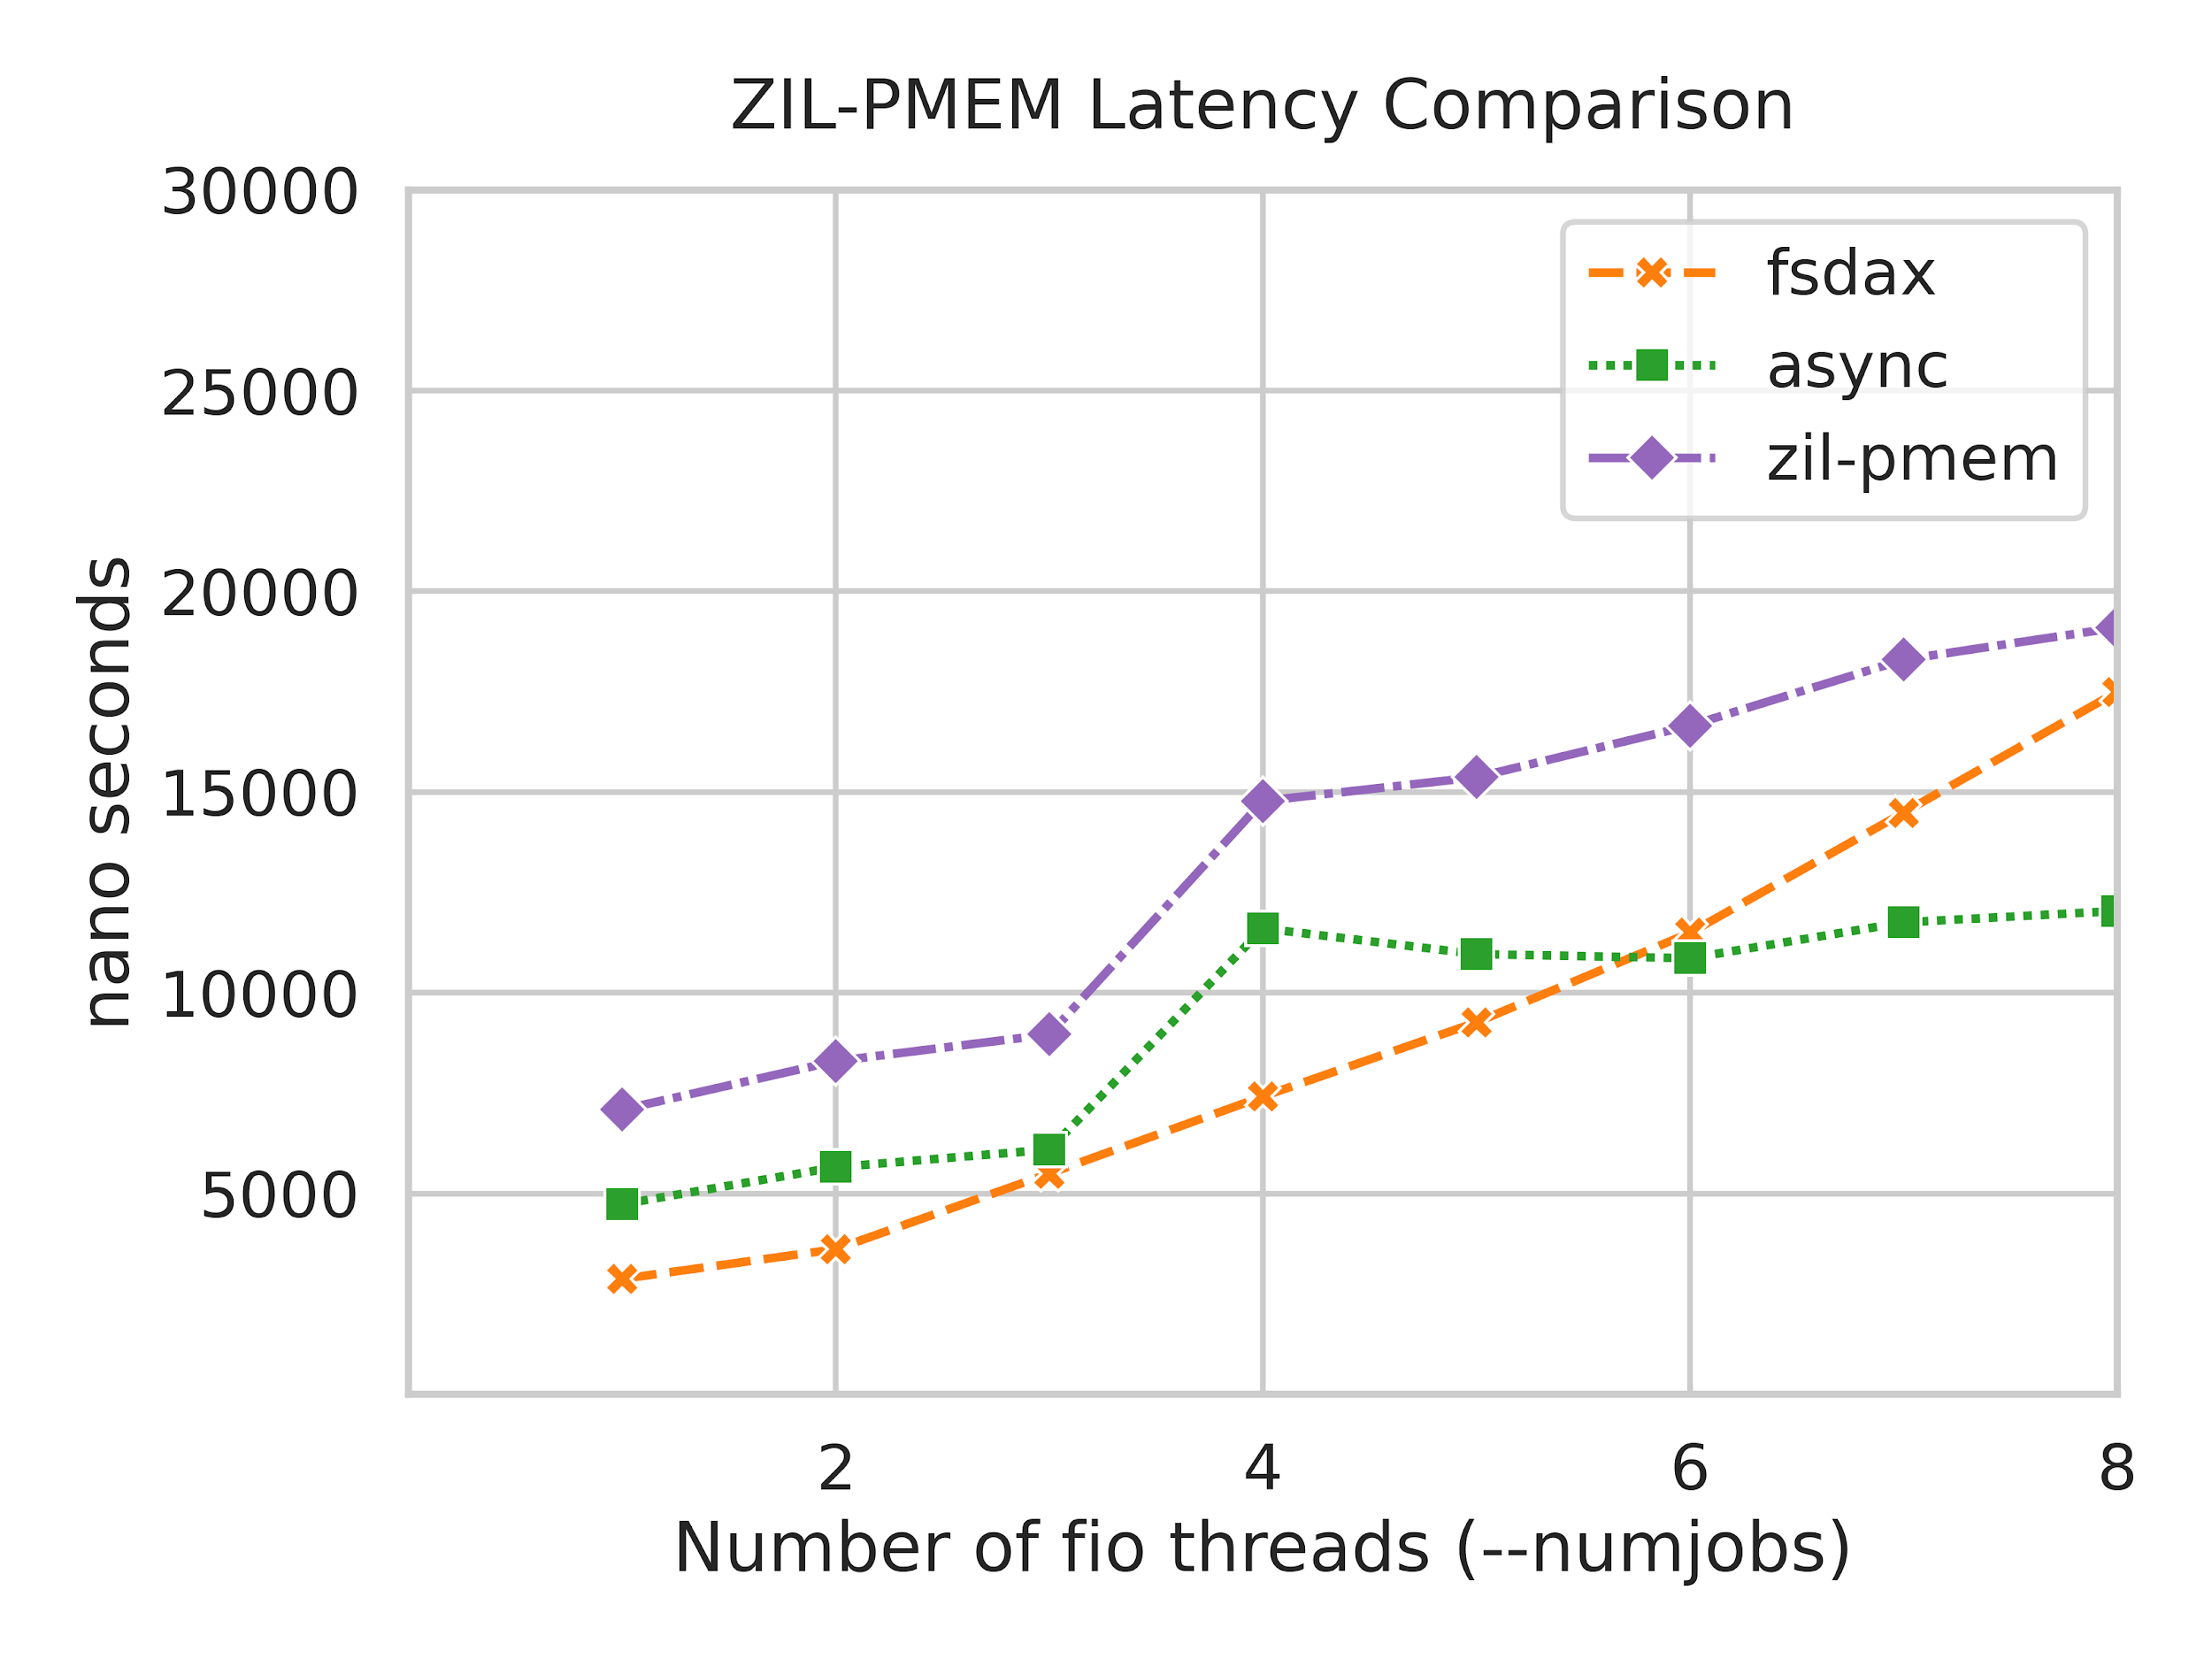 ZIL-PMEM Latency Comparison
30000
25000
20000
15000
10000
5000
nano seconds
fsdax
async
zil-pmem
2 4 6 8
Number of fio threads (--numjobs)